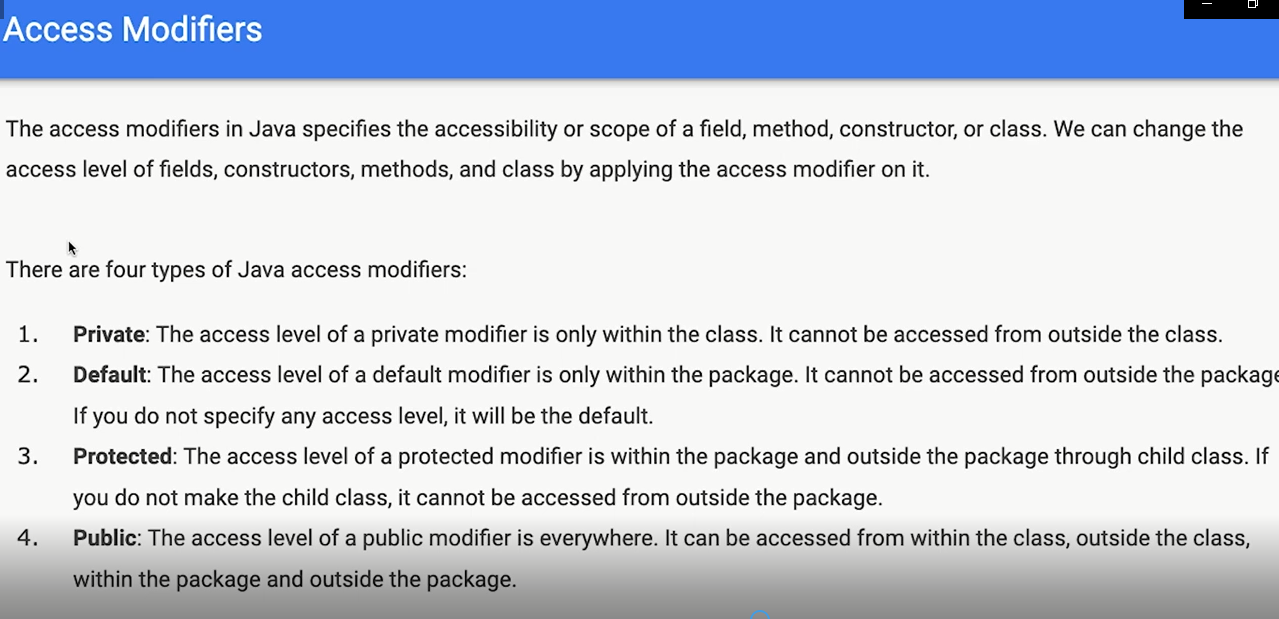 Access Modifiers
The access modifiers in Java specifies the accessibility or scope of a field, method, constructor, or class. We can change the
access level of fields, constructors, methods, and class by applying the access modifier on it.
There are four types of Java access modifiers:
1. Private: The access level of a private modifier is only within the class. It cannot be accessed from outside the class.
2. Default: The access level of a default modifier is only within the package. It cannot be accessed from outside the package
If you do not specify any access level, it will be the default.
3. Protected: The access level of a protected modifier is within the package and outside the package through child class. If
you do not make the child class, it cannot be accessed from outside the package.
4. Public: The access level of a public modifier is everywhere. It can be accessed from within the class, outside the class,
within the package and outside the package.